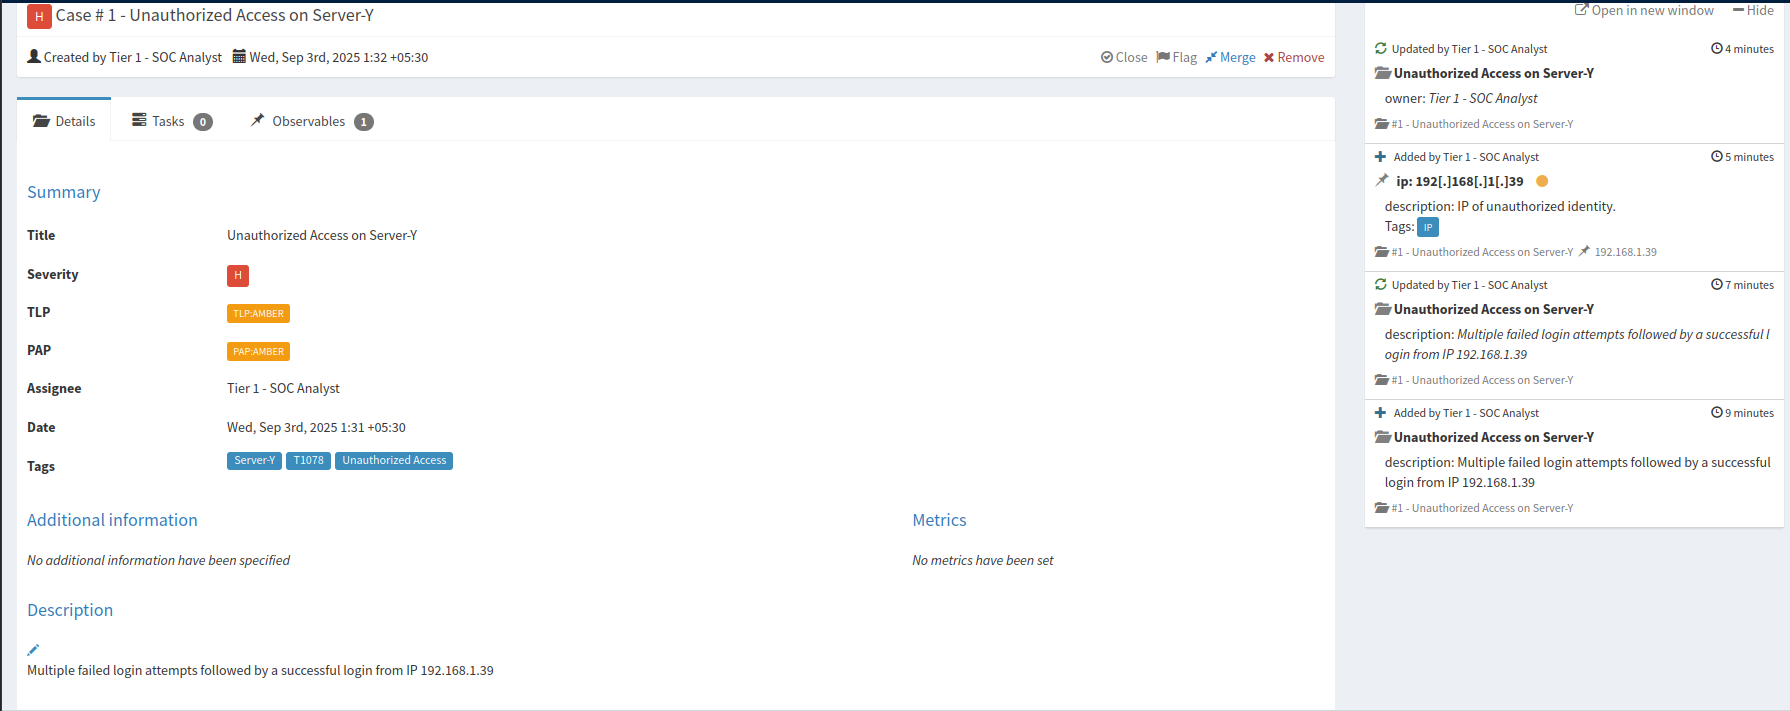 H Case # 1 - Unauthorized Access on Server-Y
Created by Tier 1 - SOC Analyst Wed, Sep 3rd, 2025 1:32 +05:30
Close Flag Merge Remove
Details Tasks 0 Observables 1
Summary
Title Unauthorized Access on Server-Y
Severity H
TLP TLP:AMBER
PAP PAP:AMBER
Assignee Tier 1 - SOC Analyst
Date Wed, Sep 3rd, 2025 1:31 +05:30
Tags Server-Y T1078 Unauthorized Access
Additional information
No additional information have been specified
Metrics
No metrics have been set
Description
Multiple failed login attempts followed by a successful login from IP 192.168.1.39
Open in new window Hide
Updated by Tier 1 - SOC Analyst 4 minutes
Unauthorized Access on Server-Y
owner: Tier 1 - SOC Analyst
#1 - Unauthorized Access on Server-Y
Added by Tier 1 - SOC Analyst 5 minutes
ip: 192[.]168[.]1[.]39
description: IP of unauthorized identity.
Tags: IP
#1 - Unauthorized Access on Server-Y 192.168.1.39
Updated by Tier 1 - SOC Analyst 7 minutes
Unauthorized Access on Server-Y
description: Multiple failed login attempts followed by a successful l
ogin from IP 192.168.1.39
#1 - Unauthorized Access on Server-Y
Added by Tier 1 - SOC Analyst 9 minutes
Unauthorized Access on Server-Y
description: Multiple failed login attempts followed by a successful
login from IP 192.168.1.39
#1 - Unauthorized Access on Server-Y